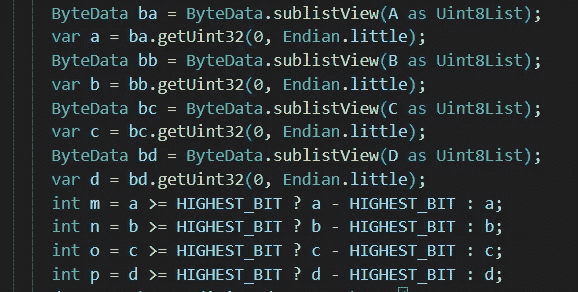 ByteData ba = ByteData.sublistView(A as Uint8List);
var a = ba.getUint32(0, Endian.little);
ByteData bb = ByteData.sublistView(B as Uint8List);
var b = bb.getUint32(0, Endian.little);
ByteData bc = ByteData.sublistView(C as Uint8List);
var c = bc.getUint32(0, Endian.little);
ByteData bd = ByteData.sublistView(D as Uint8List);
var d = bd.getUint32(0, Endian.little);
int m = a >= HIGHEST_BIT ? a - HIGHEST_BIT : a;
int n = b >= HIGHEST_BIT ? b - HIGHEST_BIT : b;
int o = c >= HIGHEST_BIT ? c - HIGHEST_BIT : c;
int p = d >= HIGHEST_BIT ? d - HIGHEST_BIT : d;